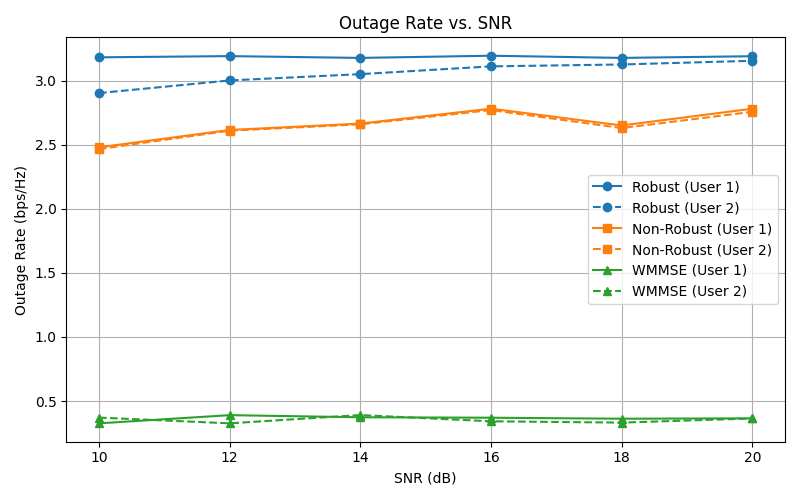 Outage Rate vs. SNR
Outage Rate (bps/Hz)
3.0
2.5
2.0
1.5
1.0
0.5
Robust (User 1)
Robust (User 2)
Non-Robust (User 1)
Non-Robust (User 2)
WMMSE (User 1)
WMMSE (User 2)
10 12 14 16 18 20
SNR (dB)